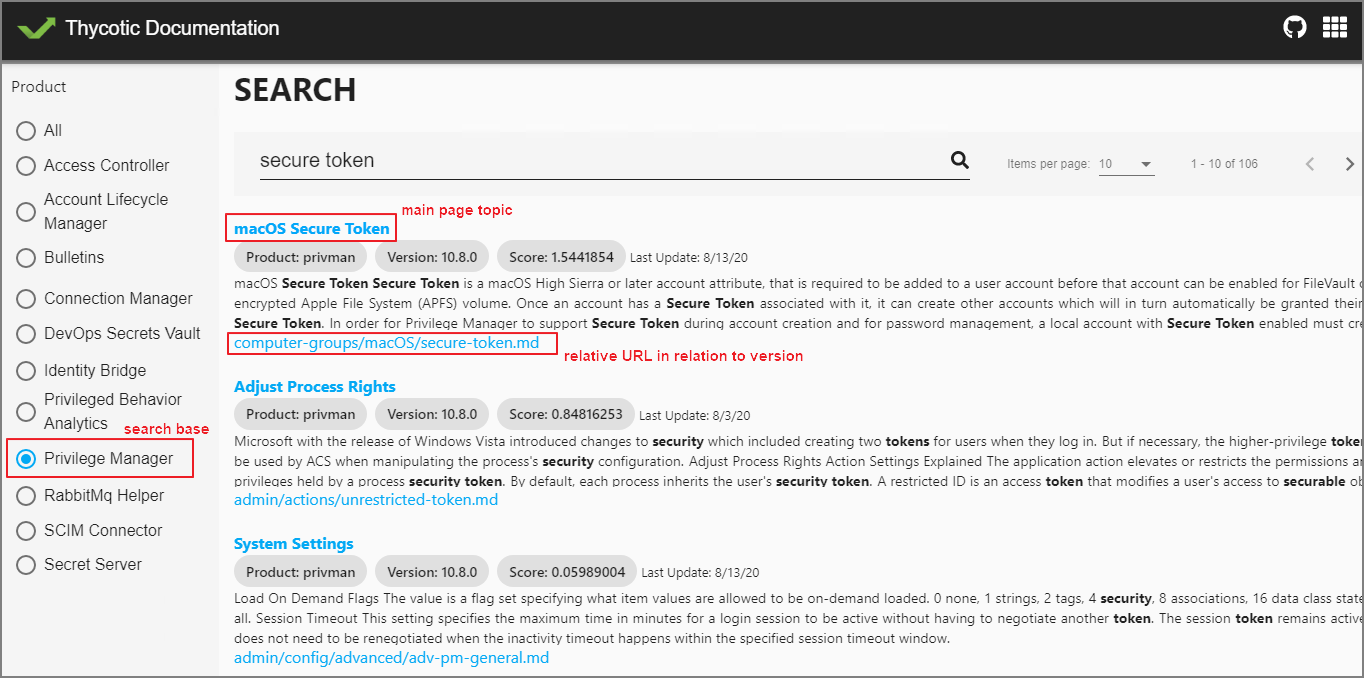 Thycotic Documentation
Product
All
Access Controller
Account Lifecycle
Manager
Bulletins
Connection Manager
DevOps Secrets Vault
Identity Bridge
Privileged Behavior
Analytics
search base
Privilege Manager
RabbitMq Helper
SCIM Connector
Secret Server
SEARCH
secure token
Items per page: 10
1 - 10 of 106
main page topic
macOS Secure Token
Product: privman Version: 10.8.0 Score: 1.5441854 Last Update: 8/13/20
macOS Secure Token Secure Token is a macOS High Sierra or later account attribute, that is required to be added to a user account before that account can be enabled for FileVault
encrypted Apple File System (APFS) volume. Once an account has a Secure Token associated with it, it can create other accounts which will in turn automatically be granted their
Secure Token. In order for Privilege Manager to support Secure Token during account creation and for password management, a local account with Secure Token enabled must
computer-groups/macOS/secure-token.md
relative URL in relation to version
Adjust Process Rights
Product: privman Version: 10.8.0 Score: 0.84816253 Last Update: 8/3/20
Microsoft with the release of Windows Vista introduced changes to security which included creating two tokens for users when they log in. But if necessary, the higher-privilege
be used by ACS when manipulating the process's security configuration. Adjust Process Rights Action Settings Explained The application action elevates or restricts the permissions
privileges held by a process security token. By default, each process inherits the user's security token. A restricted ID is an access token that modifies a user's access to securable
admin/actions/unrestricted-token.md
System Settings
Product: privman Version: 10.8.0 Score: 0.05989004 Last Update: 8/13/20
Load On Demand Flags The value is a flag set specifying what item values are allowed to be on-demand loaded. 0 none, 1 strings, 2 tags, 4 security, 8 associations, 16 data class state
all. Session Timeout This setting specifies the maximum time in minutes for a login session to be active without having to negotiate another token. The session token remains active
does not need to be renegotiated when the inactivity timeout happens within the specified session timeout window.
admin/config/advanced/adv-pm-general.md